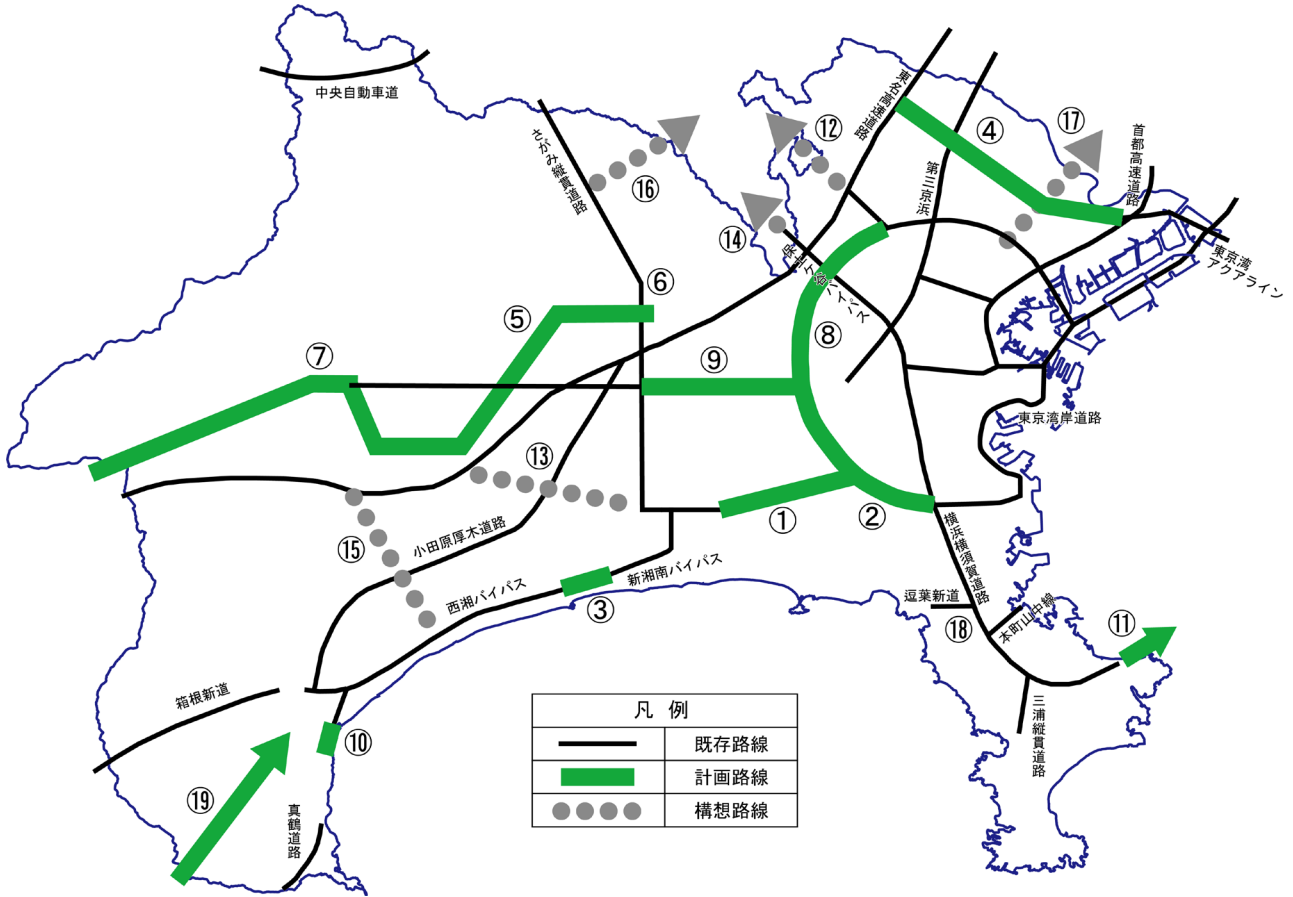 中央自動車道
さがみ縦貫道路
東名高速道路
第三京浜
首都高速道路
東京湾
アクアライン
保土ヶ谷バイパス
東京湾岸道路
小田原厚木道路
西湘バイパス
新湘南バイパス
横浜横須賀道路
逗葉新道
本町山中線
三浦縦貫道路
箱根新道
真鶴道路
①
②
③
④
⑤
⑥
⑦
⑧
⑨
⑩
⑪
⑫
⑬
⑭
⑮
⑯
⑰
⑱
⑲
凡 例
既存路線
計画路線
構想路線